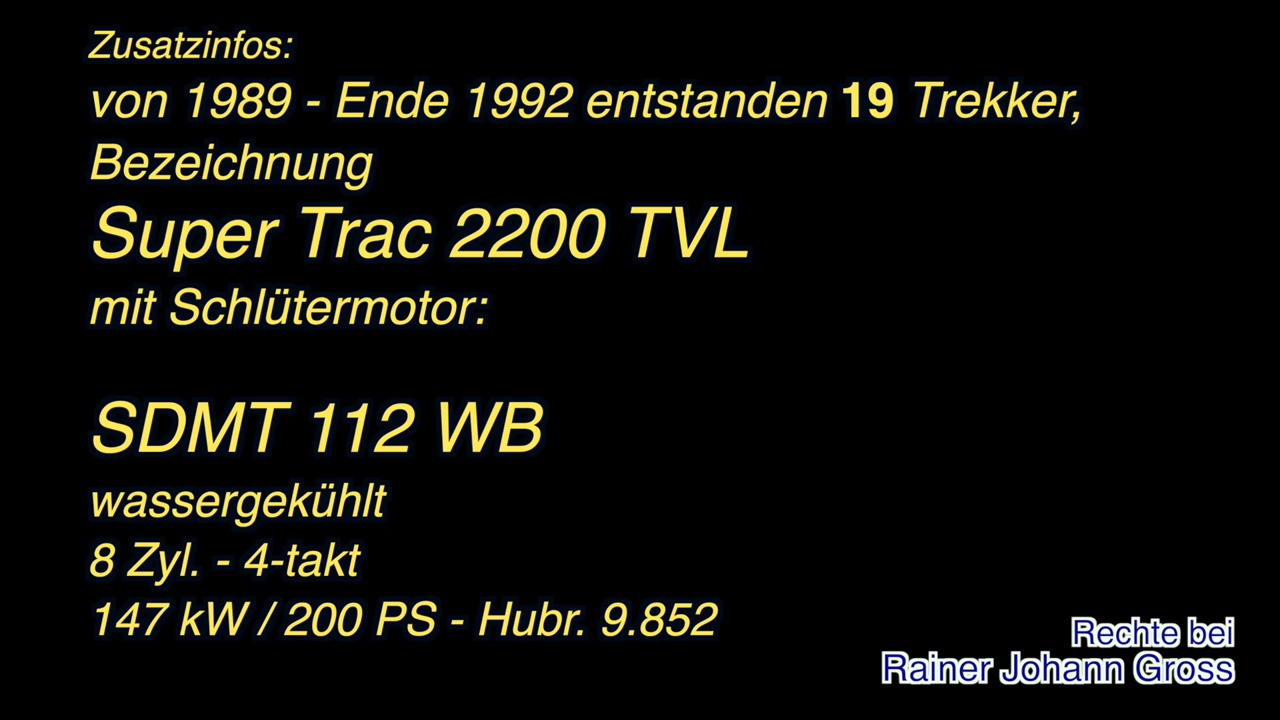 Zusatzinfos:
von 1989 - Ende 1992 entstanden 19 Trekker,
Bezeichnung
Super Trac 2200 TVL
mit Schlütermotor:
SDMT 112 WB
wassergekühlt
8 Zyl. - 4-takt
147 kW / 200 PS - Hubr. 9.852
Rechte bei
Rainer Johann Gross